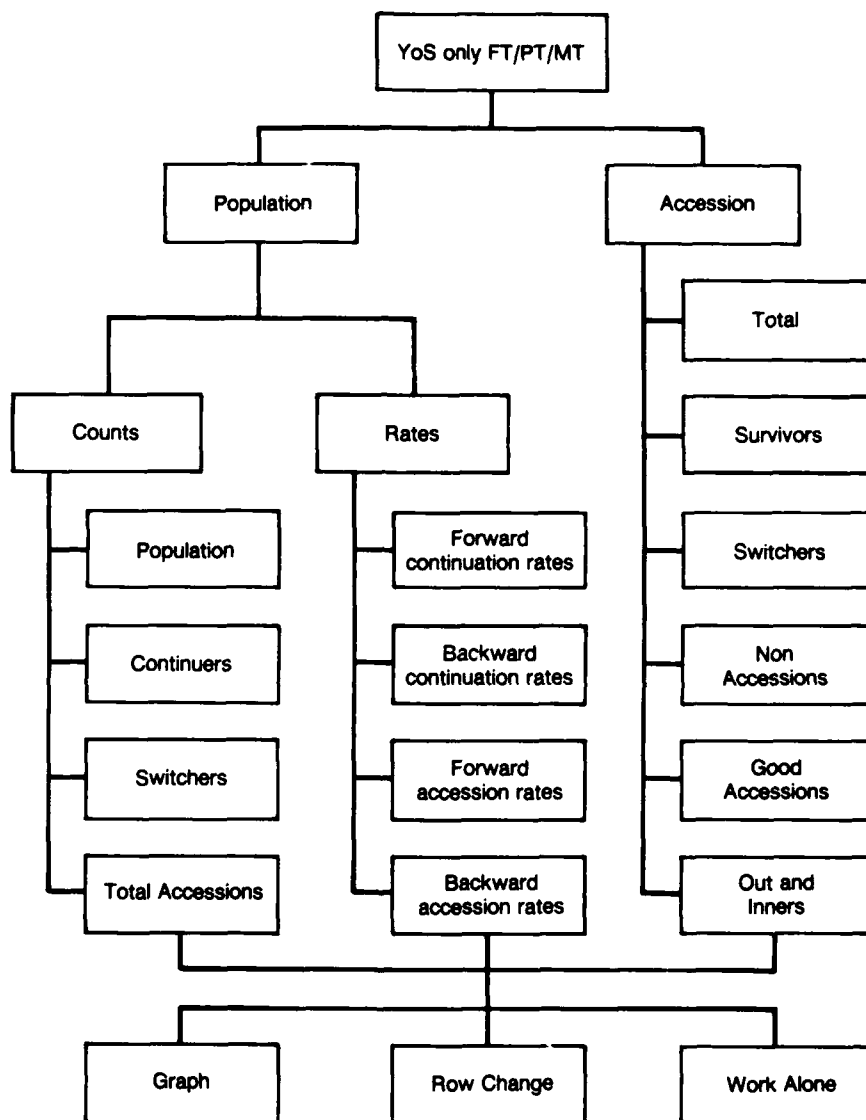 YoS only FT/PT/MT
Population
Accession
Total
Counts
Rates
Survivors
Population
Forward
continuation rates
Switchers
Continuers
Backward
continuation rates
Non
Accessions
Switchers
Forward
accession rates
Good
Accessions
Total Accessions
Backward
accession rates
Out and
Inners
Graph
Row Change
Work Alone